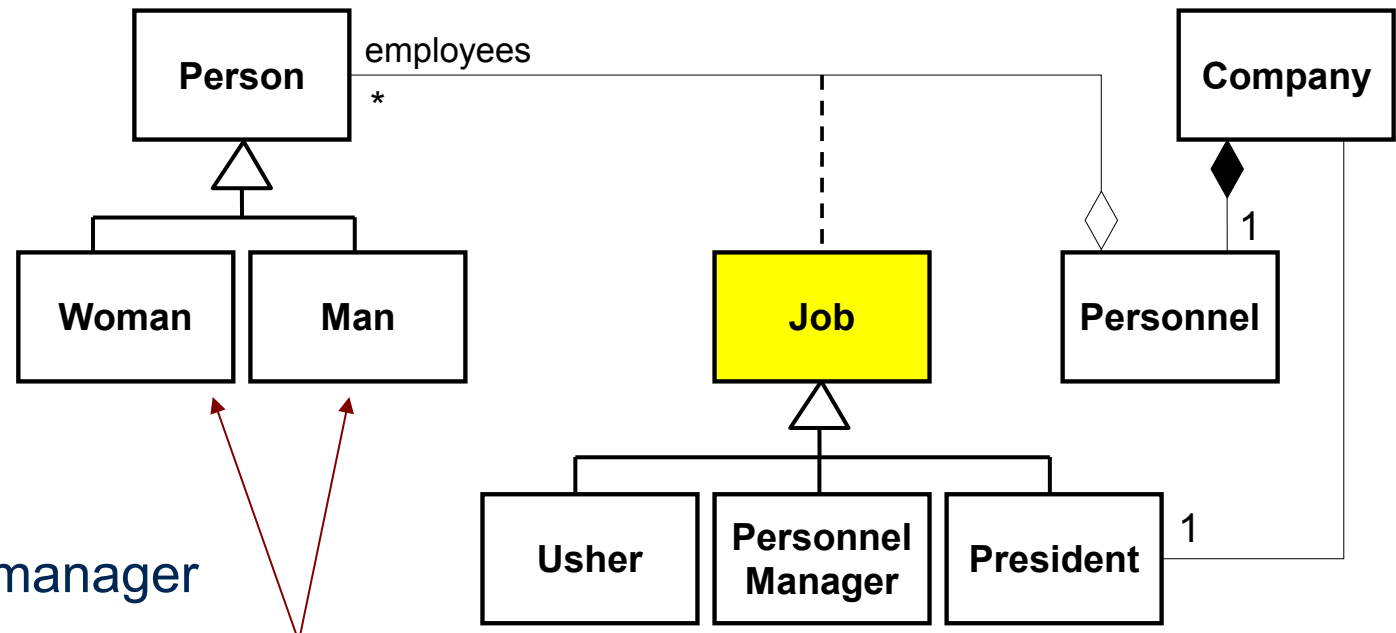 employees
Person
*
Company
Woman
Man
Job
1
Personnel
Usher
Personnel
Manager
President
1
manager